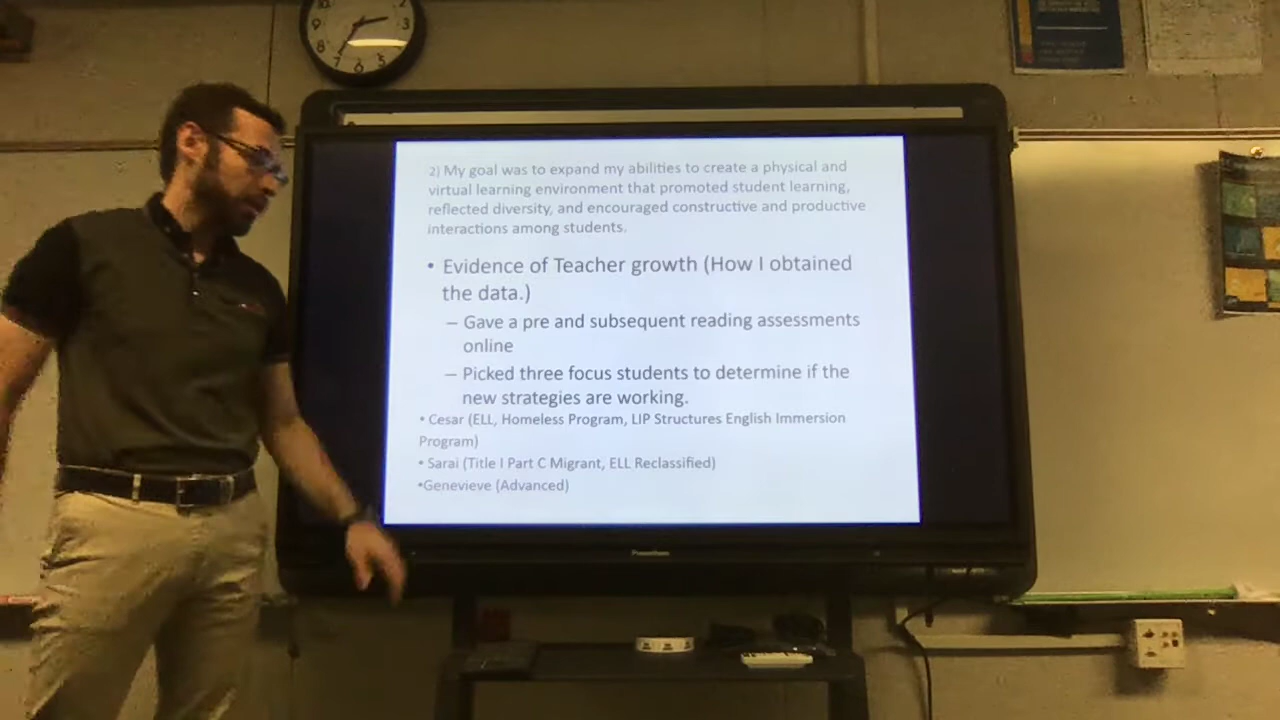 2) My goal was to expand my abilities to create a physical and
virtual learning environment that promoted student learning,
reflected diversity, and encouraged constructive and productive
interactions among students.
• Evidence of Teacher growth (How I obtained
the data.)
– Gave a pre and subsequent reading assessments
online
– Picked three focus students to determine if the
new strategies are working.
• Cesar (ELL, Homeless Program, LIP Structures English Immersion
Program)
• Sarai (Title I Part C Migrant, ELL Reclassified)
•Genevieve (Advanced)